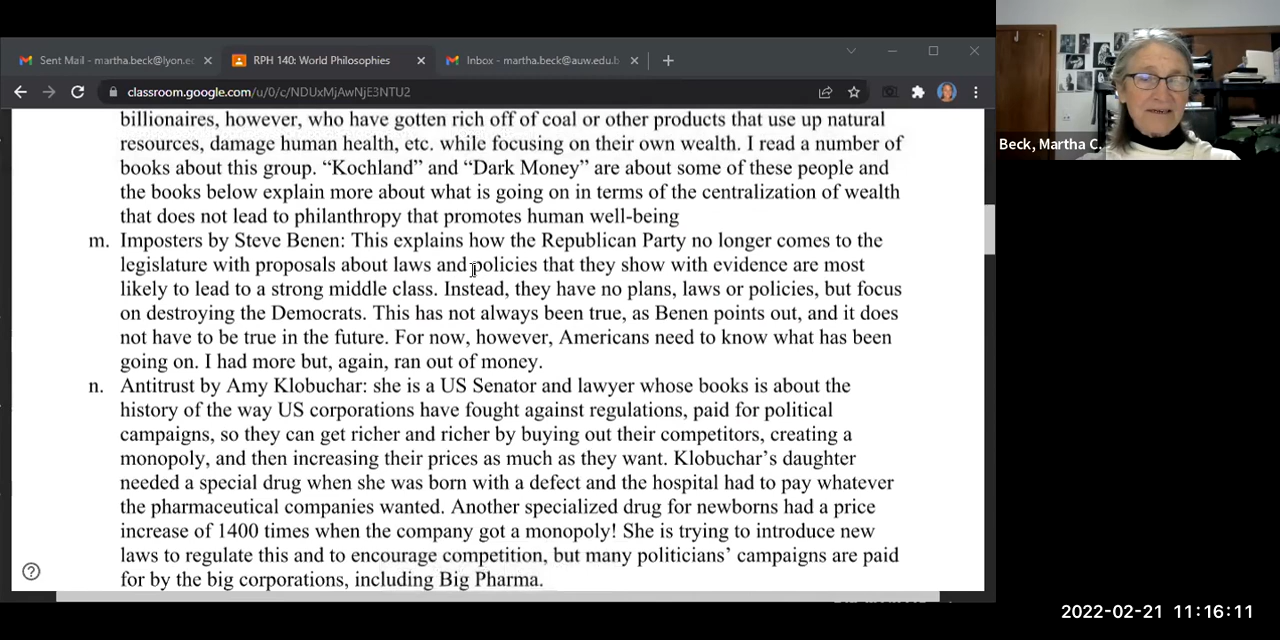 Sent Mail - martha.beck@lyon.e
RPH 140: World Philosophies
Inbox - martha.beck@auw.edu.b
classroom.google.com/u/0/c/NDUxMjAwNjE3NTU2
billionaires, however, who have gotten rich off of coal or other products that use up natural
resources, damage human health, etc. while focusing on their own wealth. I read a number of
books about this group. “Kochland” and “Dark Money” are about some of these people and
the books below explain more about what is going on in terms of the centralization of wealth
that does not lead to philanthropy that promotes human well-being
m. Imposters by Steve Benen: This explains how the Republican Party no longer comes to the
legislature with proposals about laws and policies that they show with evidence are most
likely to lead to a strong middle class. Instead, they have no plans, laws or policies, but focus
on destroying the Democrats. This has not always been true, as Benen points out, and it does
not have to be true in the future. For now, however, Americans need to know what has been
going on. I had more but, again, ran out of money.
n. Antitrust by Amy Klobuchar: she is a US Senator and lawyer whose books is about the
history of the way US corporations have fought against regulations, paid for political
campaigns, so they can get richer and richer by buying out their competitors, creating a
monopoly, and then increasing their prices as much as they want. Klobuchar’s daughter
needed a special drug when she was born with a defect and the hospital had to pay whatever
the pharmaceutical companies wanted. Another specialized drug for newborns had a price
increase of 1400 times when the company got a monopoly! She is trying to introduce new
laws to regulate this and to encourage competition, but many politicians’ campaigns are paid
for by the big corporations, including Big Pharma.
Beck, Martha C.
2022-02-21 11:16:11